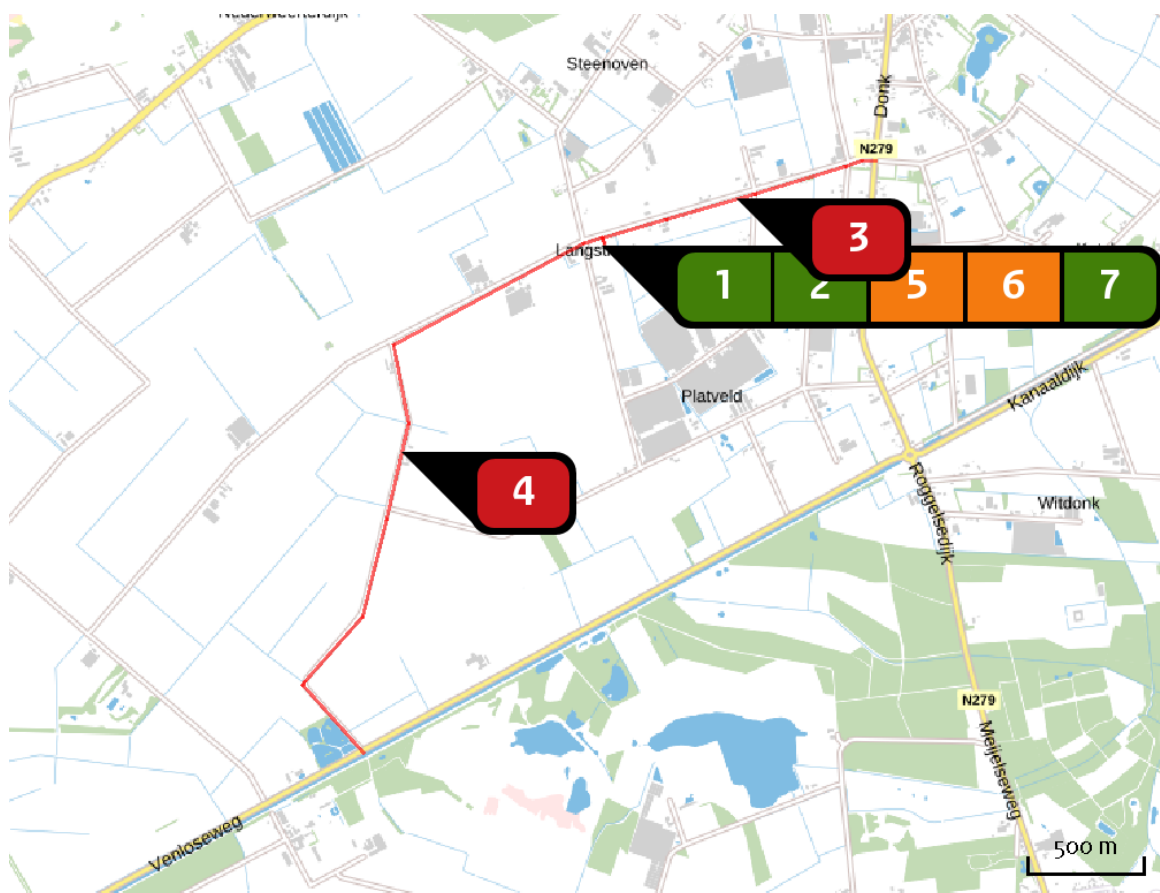 Steenoven
Donk
N279
3
1 2 5 6 7
Platveld
Kanaaldijk
4
Roggelsedijk
Witdonk
N279
Meijelseweg
Venloseweg
500 m